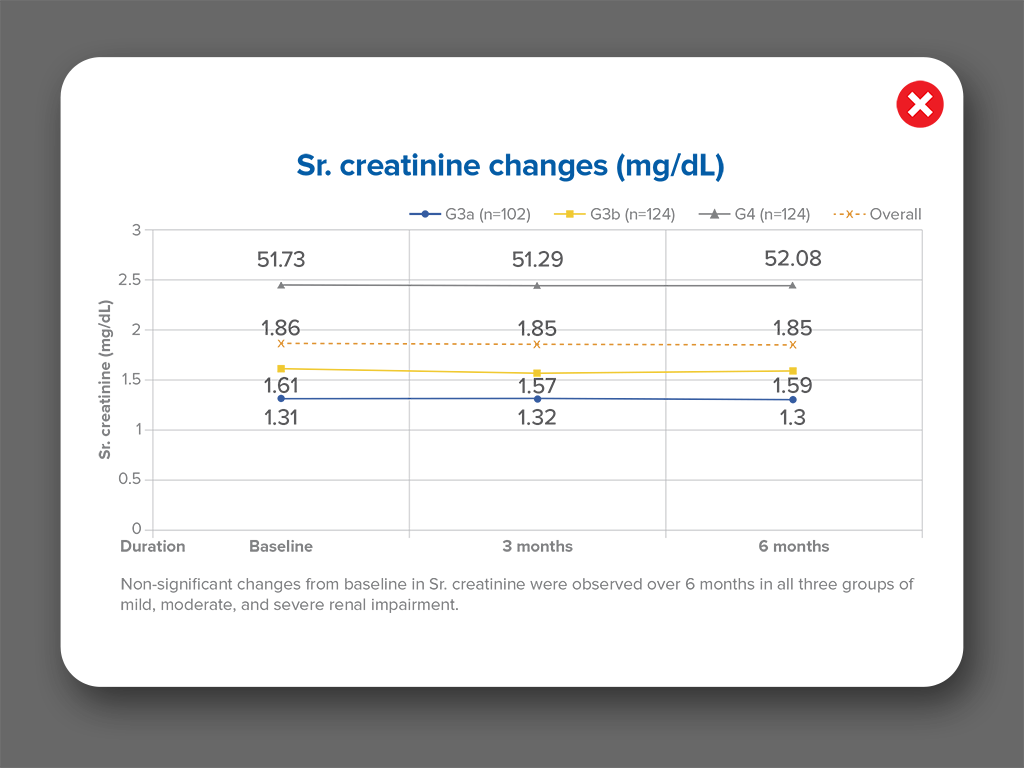 Sr. creatinine changes (mg/dL)
G3a (n=102) G3b (n=124) G4 (n=124) Overall
Sr. creatinine (mg/dL)
3
51.73 51.29 52.08
2.5
2 1.86 1.85 1.85
1.5 1.61 1.57 1.59
1.31 1.32 1.3
1
0.5
0
Duration Baseline 3 months 6 months
Non-significant changes from baseline in Sr. creatinine were observed over 6 months in all three groups of
mild, moderate, and severe renal impairment.